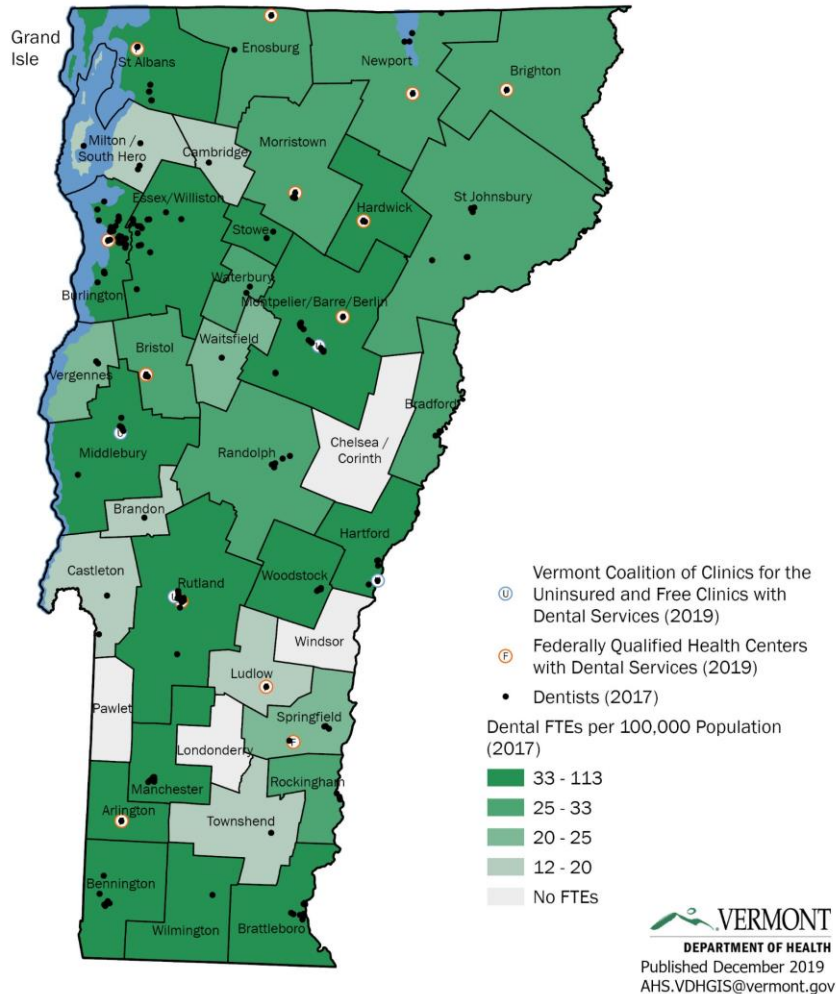 Grand
Isle
St Albans
Enosburg
Newport
Brighton
Milton /
South Hero
Cambridge
Morristown
Essex/Williston
Hardwick
St Johnsbury
Stowe
Waterbury
Burlington
Montpelier/Barre/Berlin
Waitsfield
Bristol
Vergennes
Bradford
Chelsea /
Corinth
Middlebury
Randolph
U
U
Brandon
Hartford
Castleton
Rutland
Woodstock
U
Windsor
Ludlow
Pawlet
Springfield
Londonderry
F
Rockingham
Manchester
Arlington
Townshend
Bennington
Wilmington
Brattleboro
U Vermont Coalition of Clinics for the
Uninsured and Free Clinics with
Dental Services (2019)
F Federally Qualified Health Centers
with Dental Services (2019)
Dentists (2017)
Dental FTEs per 100,000 Population
(2017)
33 - 113
25 - 33
20 - 25
12 - 20
No FTEs
VERMONT
DEPARTMENT OF HEALTH
Published December 2019
AHS.VDHGIS@vermont.gov